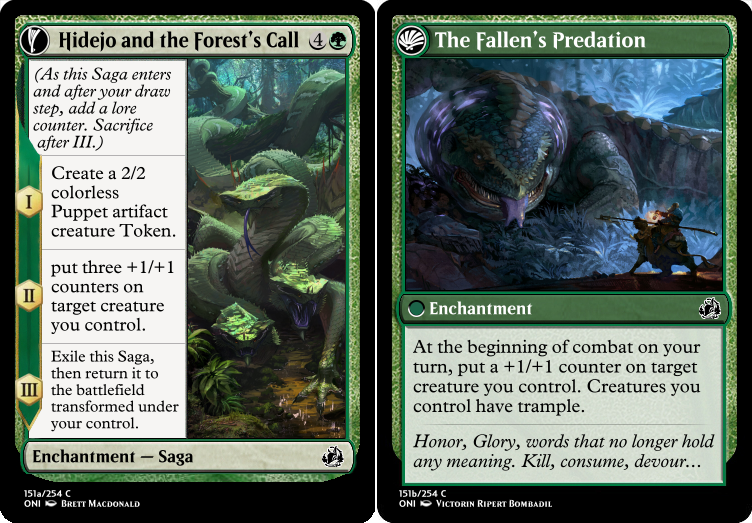 Hidejo and the Forest's Call 4
(As this Saga enters
and after your draw
step, add a lore
counter. Sacrifice
after III.)
I
Create a 2/2
colorless
Puppet artifact
creature Token.
II
put three +1/+1
counters on
target creature
you control.
III
Exile this Saga,
then return it to
the battlefield
transformed under
your control.
Enchantment — Saga
151a/254 C
ONI Brett Macdonald
The Fallen's Predation
Enchantment
At the beginning of combat on your
turn, put a +1/+1 counter on target
creature you control. Creatures you
control have trample.
Honor, Glory, words that no longer hold
any meaning. Kill, consume, devour...
151b/254 C
ONI Victorin Ripert Bombadil